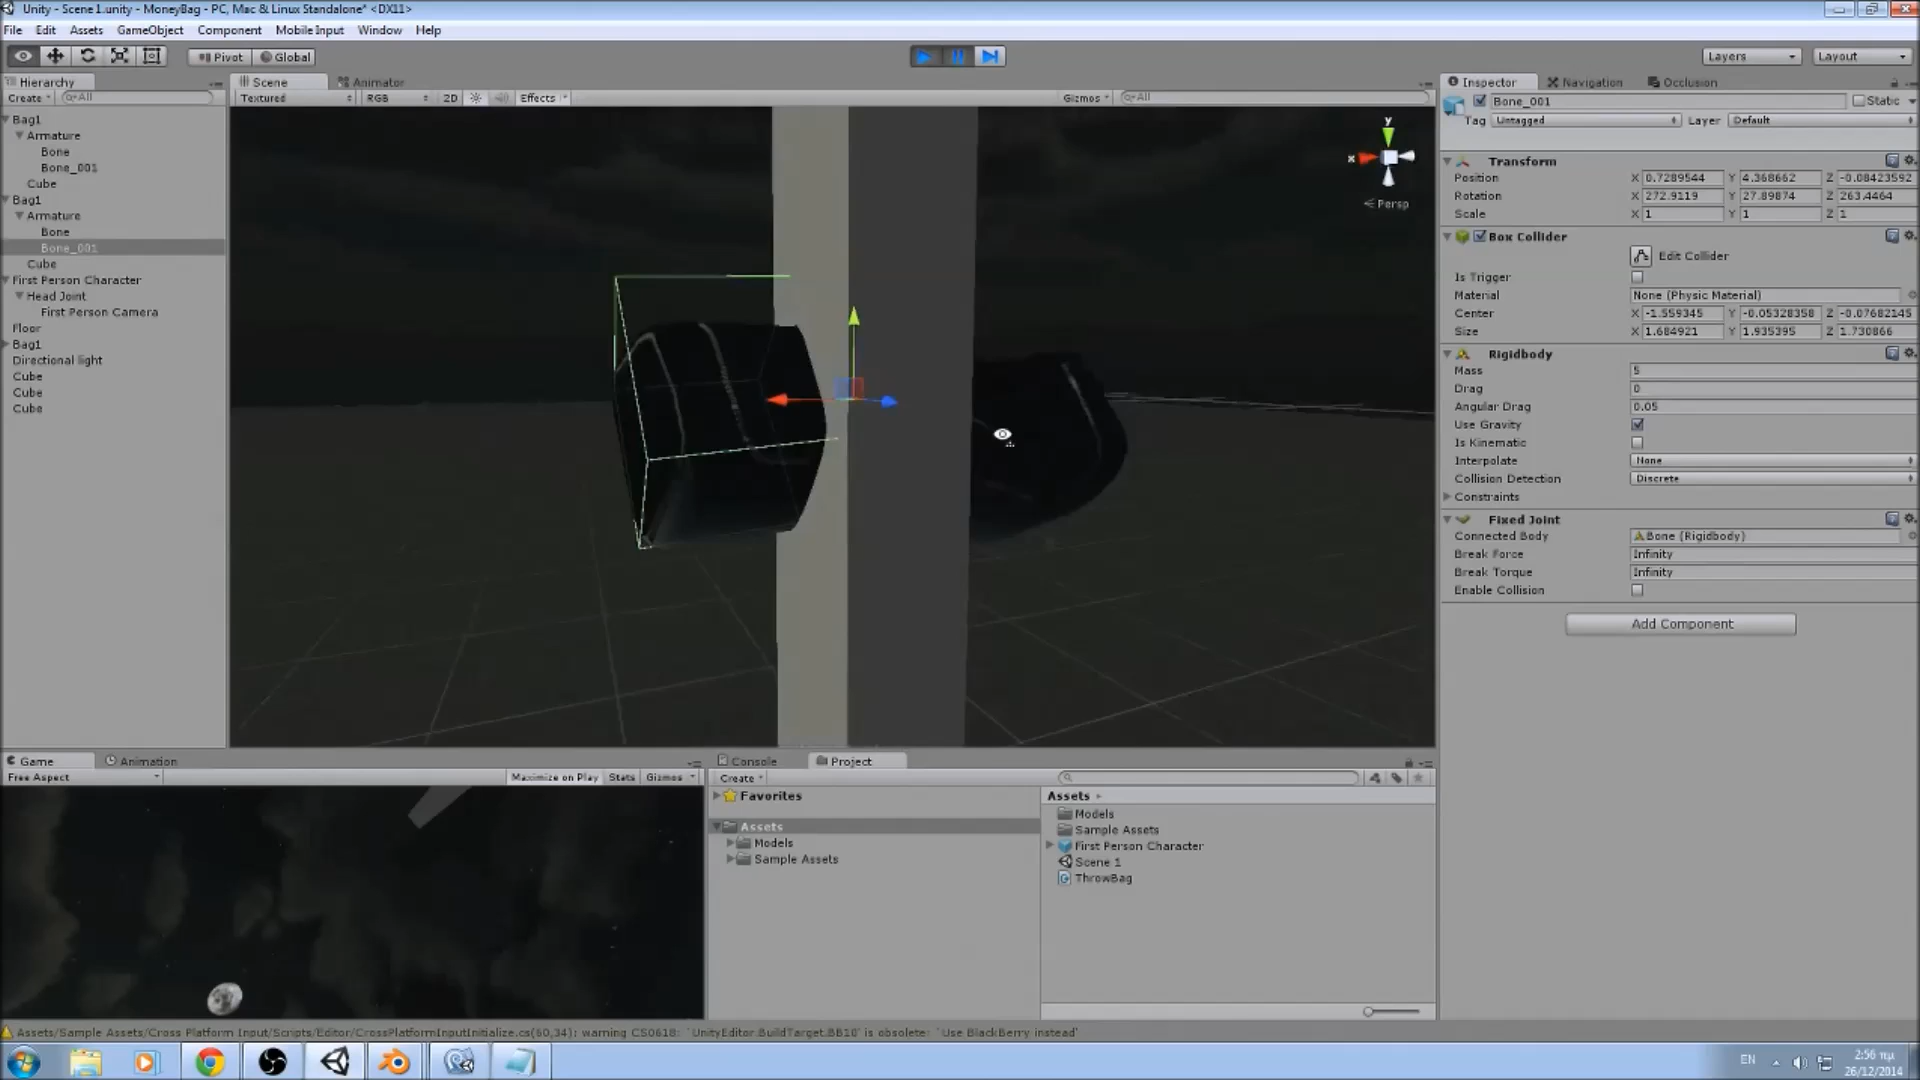 Unity - Scene 1.unity - MoneyBag - PC, Mac & Linux Standalone* <DX11>
File Edit Assets GameObject Component Mobile Input Window Help
Pivot Global Layers Layout
Hierarchy
Create All
Bag1
Armature
Bone
Bone_001
Cube
Bag1
Armature
Bone
Bone_001
Cube
First Person Character
Head Joint
First Person Camera
Floor
Bag1
Directional light
Cube
Cube
Cube
Scene Animator
Textured RGB 2D Effects Gizmos All
y
x
Persp
Inspector Navigation Occlusion
Bone_001 Static
Tag Untagged Layer Default
Transform
Position X 0.7289544 Y 4.368662 Z -0.08423592
Rotation X 272.9119 Y 27.89874 Z 263.4464
Scale X 1 Y 1 Z 1
Box Collider
Edit Collider
Is Trigger
Material None (Physic Material)
Center X -1.559345 Y -0.05328358 Z -0.07682145
Size X 1.684921 Y 1.935395 Z 1.730866
Rigidbody
Mass 5
Drag 0
Angular Drag 0.05
Use Gravity
Is Kinematic
Interpolate None
Collision Detection Discrete
Constraints
Fixed Joint
Connected Body Bone (Rigidbody)
Break Force Infinity
Break Torque Infinity
Enable Collision
Add Component
Game Animation
Free Aspect Maximize on Play Stats Gizmos
Console Project
Create
Favorites
Assets
Models
Sample Assets
Assets
Models
Sample Assets
First Person Character
Scene 1
ThrowBag
Assets/Sample Assets/Cross Platform Input/Scripts/Editor/CrossPlatformInputInitialize.cs(60,34): warning CS0618: `UnityEditor.BuildTarget.BB10' is obsolete: `Use BlackBerry instead'
EN
2:56 πμ
26/12/2014